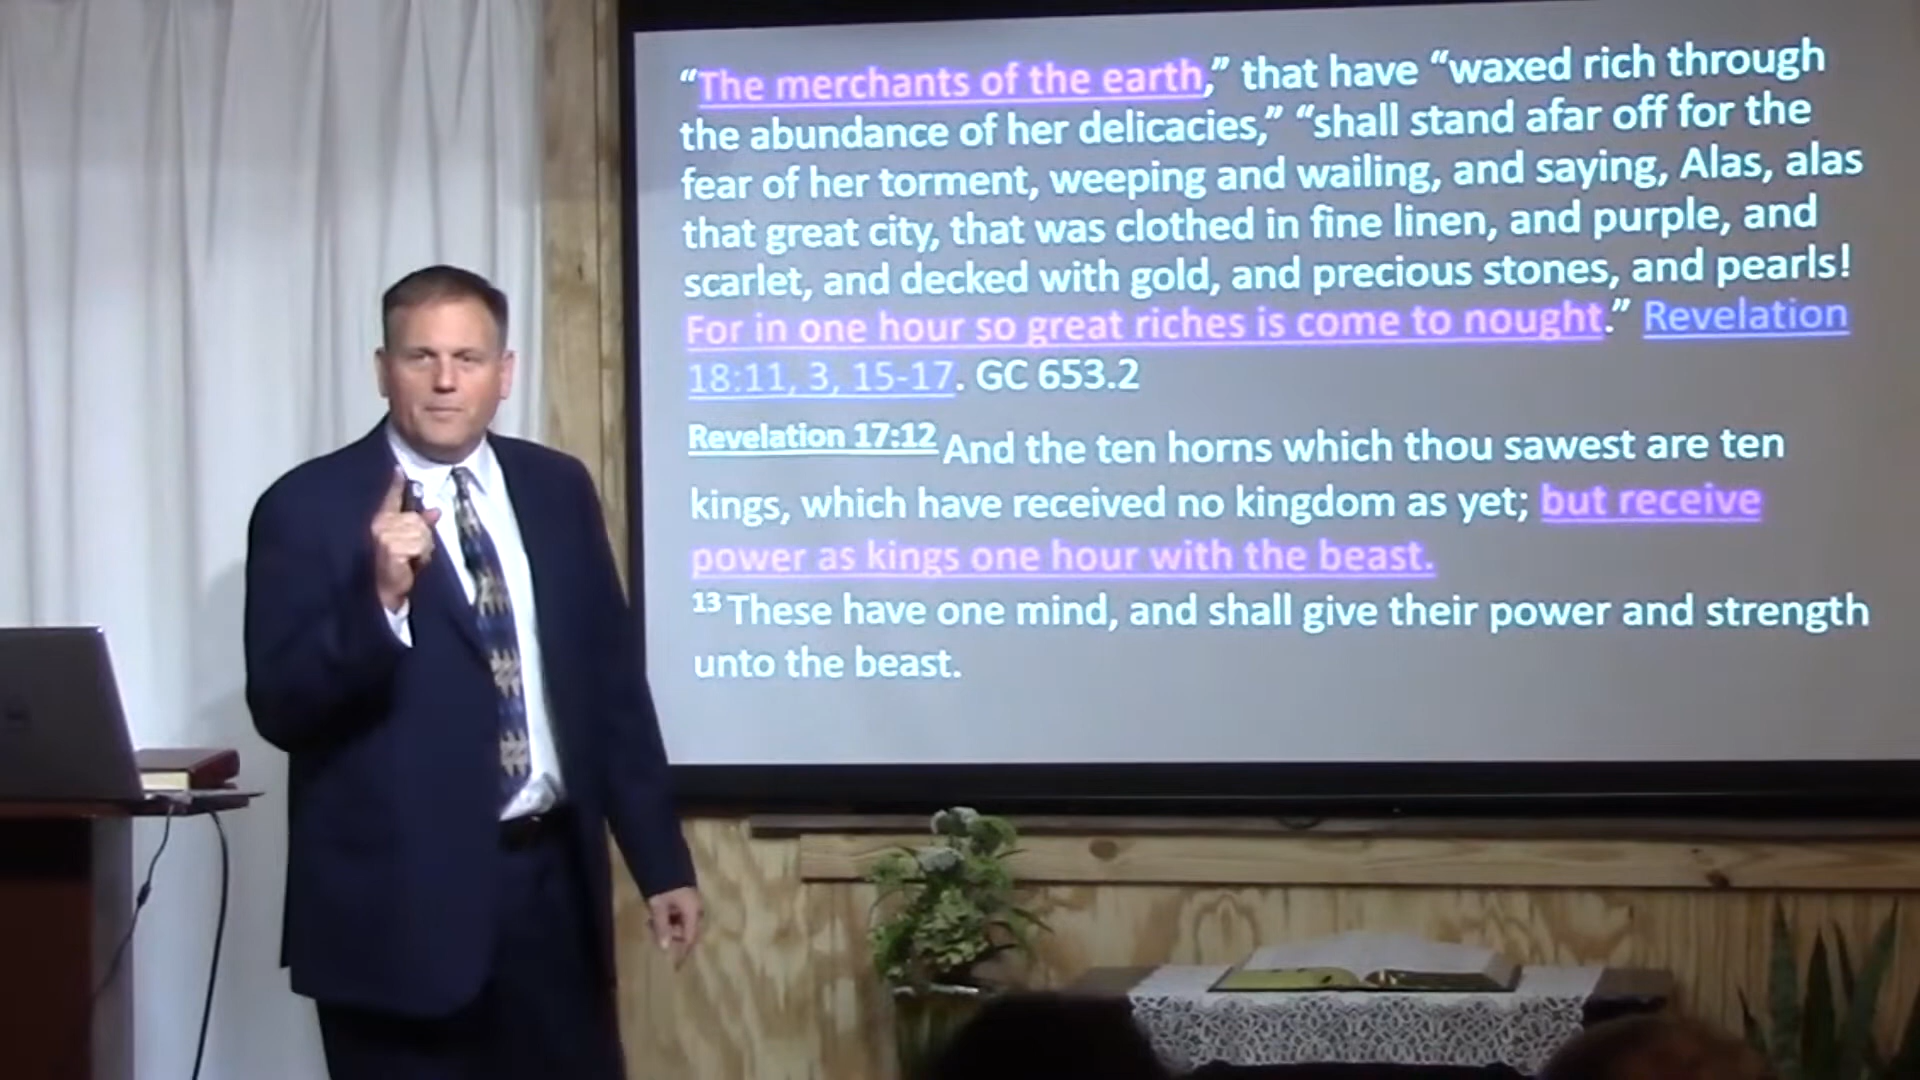 “The merchants of the earth,” that have “waxed rich through
the abundance of her delicacies,” “shall stand afar off for the
fear of her torment, weeping and wailing, and saying, Alas, alas
that great city, that was clothed in fine linen, and purple, and
scarlet, and decked with gold, and precious stones, and pearls!
For in one hour so great riches is come to nought.” Revelation
18:11, 3, 15-17. GC 653.2
Revelation 17:12 And the ten horns which thou sawest are ten
kings, which have received no kingdom as yet; but receive
power as kings one hour with the beast.
13 These have one mind, and shall give their power and strength
unto the beast.